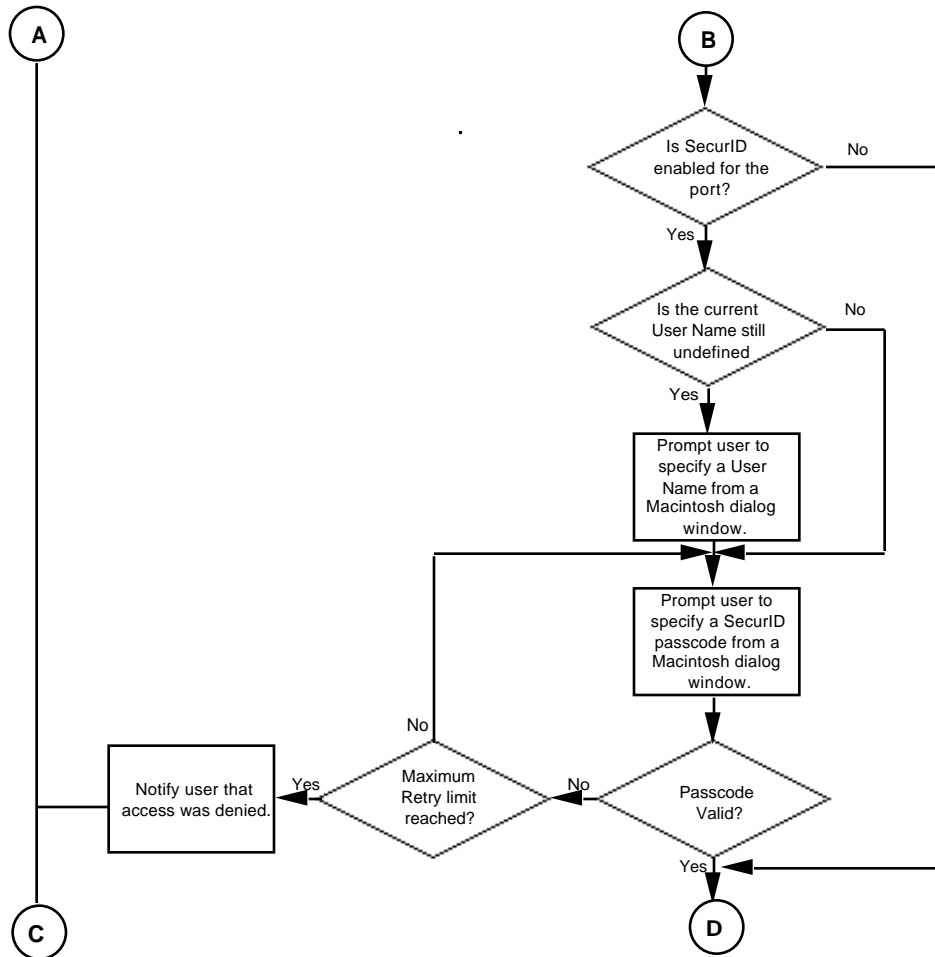 A
B
Is SecurID
enabled for the
port?
No
Yes
Is the current
User Name still
undefined
No
Yes
Prompt user to
specify a User
Name from a
Macintosh dialog
window.
Prompt user to
specify a SecurID
passcode from a
Macintosh dialog
window.
No
Notify user that
access was denied.
Yes
Maximum
Retry limit
reached?
No
Passcode
Valid?
Yes
C
D